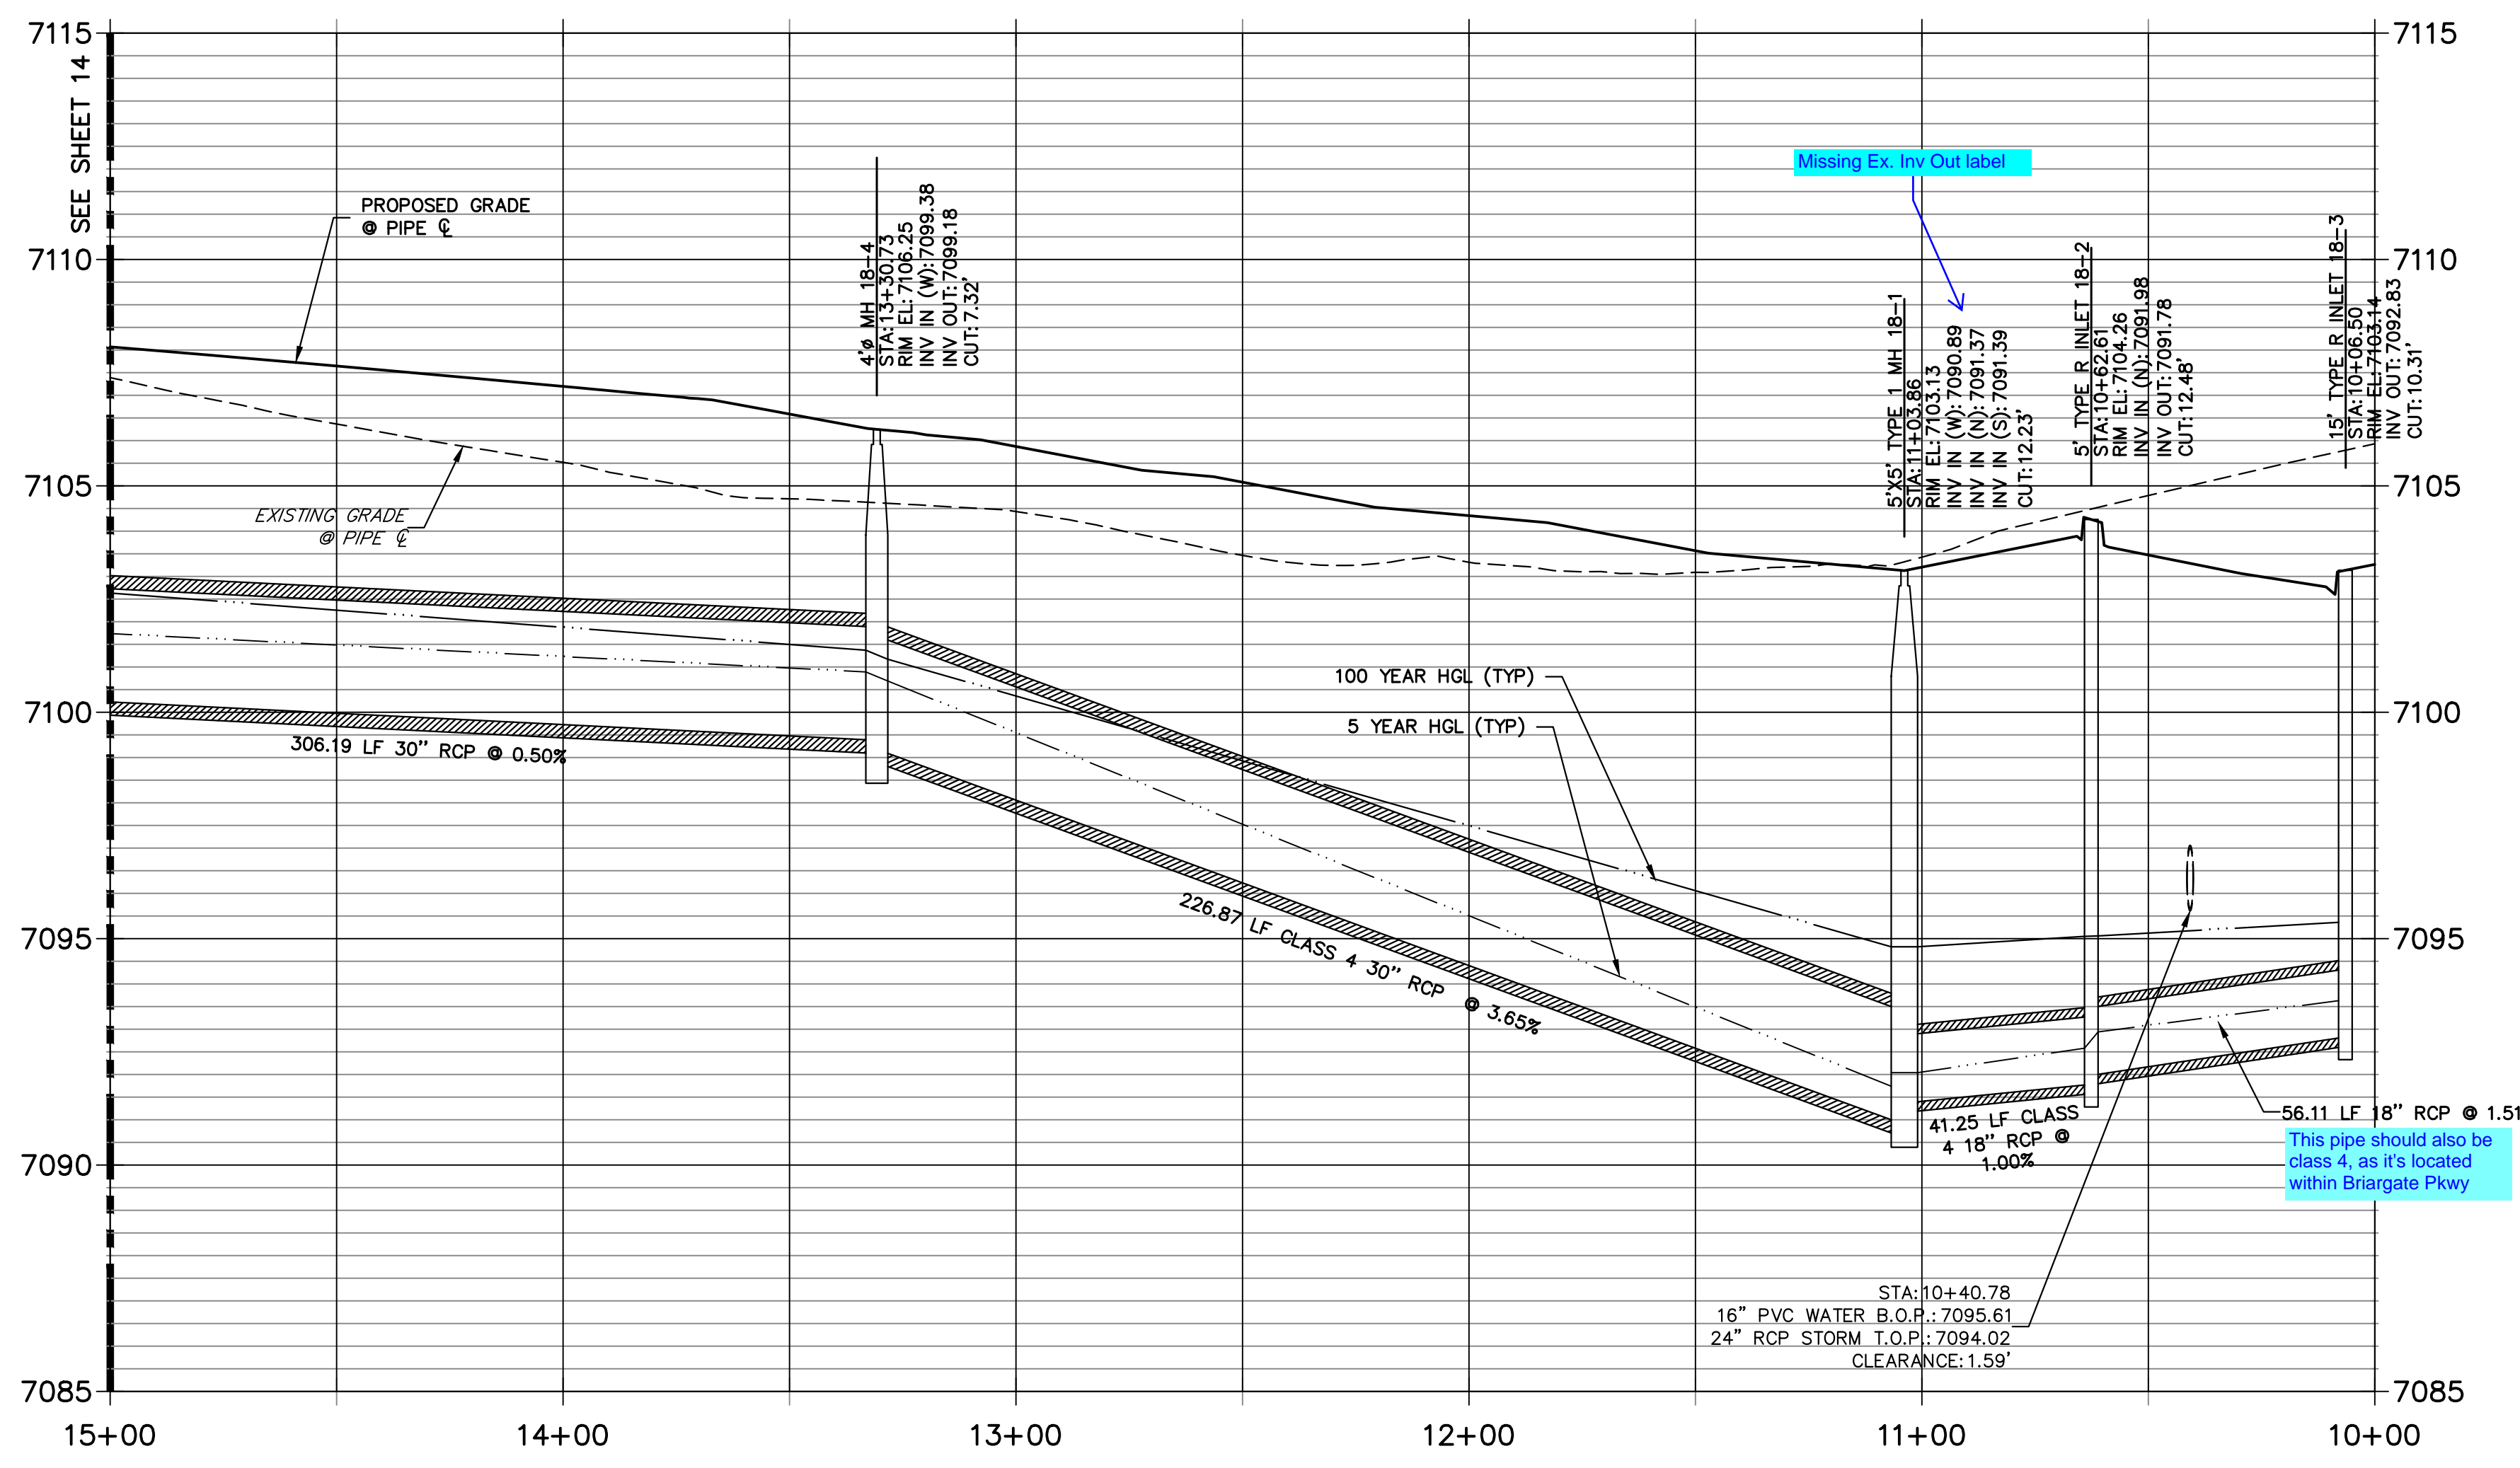 7115
7115
SEE SHEET 14
Missing Ex. Inv Out label
PROPOSED GRADE
@ PIPE ℄
4'ø MH 18-4
STA:13+30.73
RIM EL:7106.25
INV IN (W):7099.38
INV OUT:7099.18
CUT:7.32'
5'X5' TYPE 1 MH 18-1
STA:11+03.86
RIM EL:7103.13
INV IN (W):7090.89
INV IN (N):7091.37
INV IN (S):7091.39
CUT:12.23'
5' TYPE R INLET 18-2
STA:10+62.61
RIM EL:7104.26
INV IN (N):7091.98
INV OUT:7091.78
CUT:12.48'
15' TYPE R INLET 18-3
STA:10+06.50
RIM EL:7103.14
INV OUT:7092.83
CUT:10.31'
7110
7110
7105
7105
EXISTING GRADE
@ PIPE ℄
100 YEAR HGL (TYP)
5 YEAR HGL (TYP)
7100
7100
306.19 LF 30" RCP @ 0.50%
226.87 LF CLASS 4 30" RCP @ 3.65%
7095
7095
41.25 LF CLASS
4 18" RCP @
1.00%
56.11 LF 18" RCP @ 1.51
This pipe should also be
class 4, as it's located
within Briargate Pkwy
7090
7090
STA:10+40.78
16" PVC WATER B.O.P.:7095.61
24" RCP STORM T.O.P.:7094.02
CLEARANCE:1.59'
7085
7085
15+00
14+00
13+00
12+00
11+00
10+00